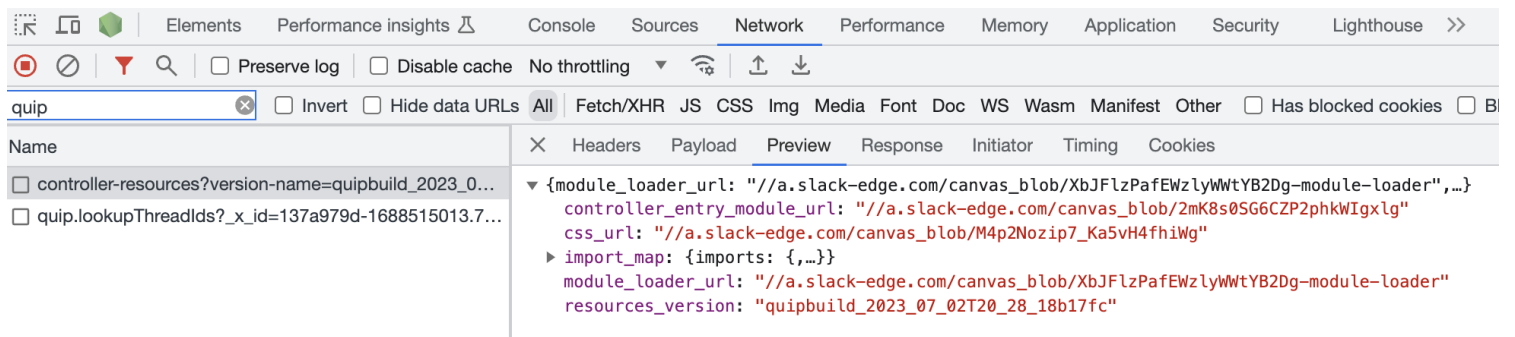 Elements Performance insights Console Sources Network Performance Memory Application Security Lighthouse >>
Preserve log Disable cache No throttling
quip Invert Hide data URLs All Fetch/XHR JS CSS Img Media Font Doc WS Wasm Manifest Other Has blocked cookies Bl
Name
Headers Payload Preview Response Initiator Timing Cookies
controller-resources?version-name=quipbuild_2023_0...
quip.lookupThreadIds?_x_id=137a979d-1688515013.7...
{module_loader_url: "//a.slack-edge.com/canvas_blob/XbJFlzPafEWzlyWWtYB2Dg-module-loader",…}
controller_entry_module_url: "//a.slack-edge.com/canvas_blob/2mK8s0SG6CZP2phkWIgxlg"
css_url: "//a.slack-edge.com/canvas_blob/M4p2Nozip7_Ka5vH4fhiWg"
import_map: {imports: {,…}}
module_loader_url: "//a.slack-edge.com/canvas_blob/XbJFlzPafEWzlyWWtYB2Dg-module-loader"
resources_version: "quipbuild_2023_07_02T20_28_18b17fc"